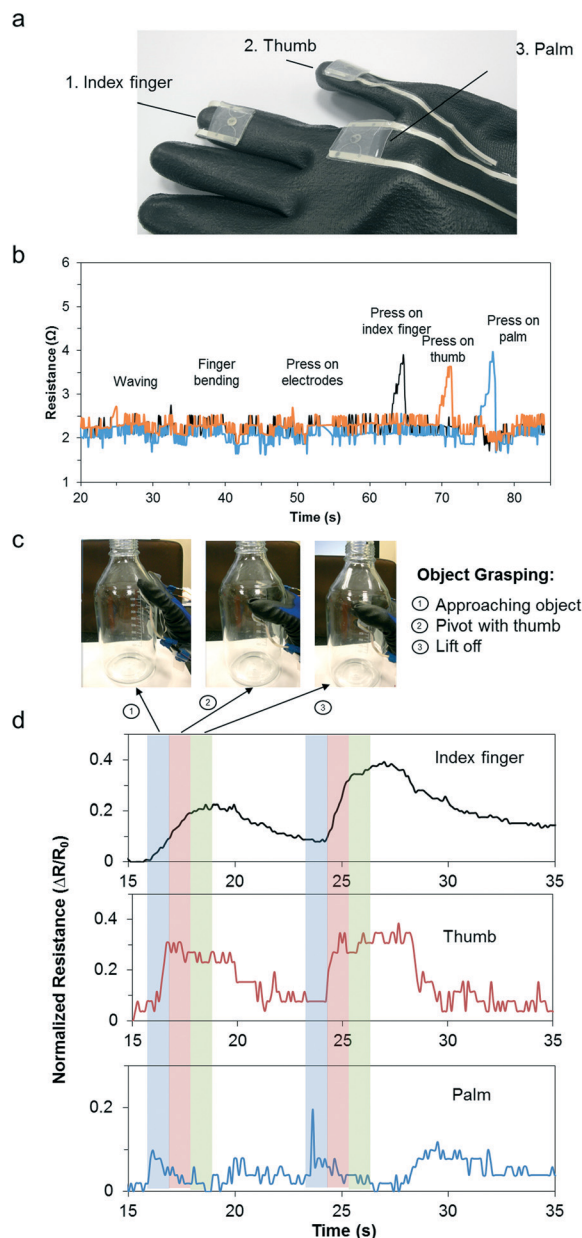 a
1. Index finger
2. Thumb
3. Palm
b
Resistance (Ω)
6
5
4
3
2
1
Waving
Finger
bending
Press on
electrodes
Press on
index finger
Press on
thumb
Press on
palm
20 30 40 50 60 70 80
Time (s)
c
Object Grasping:
1 Approaching object
2 Pivot with thumb
3 Lift off
1
2
3
d
Normalized Resistance (ΔR/R0)
Index finger
0.4
0.2
0
15 20 25 30 35
Thumb
0.4
0.2
0
15 20 25 30 35
Palm
0.2
0
15 20 25 30 35
Time (s)